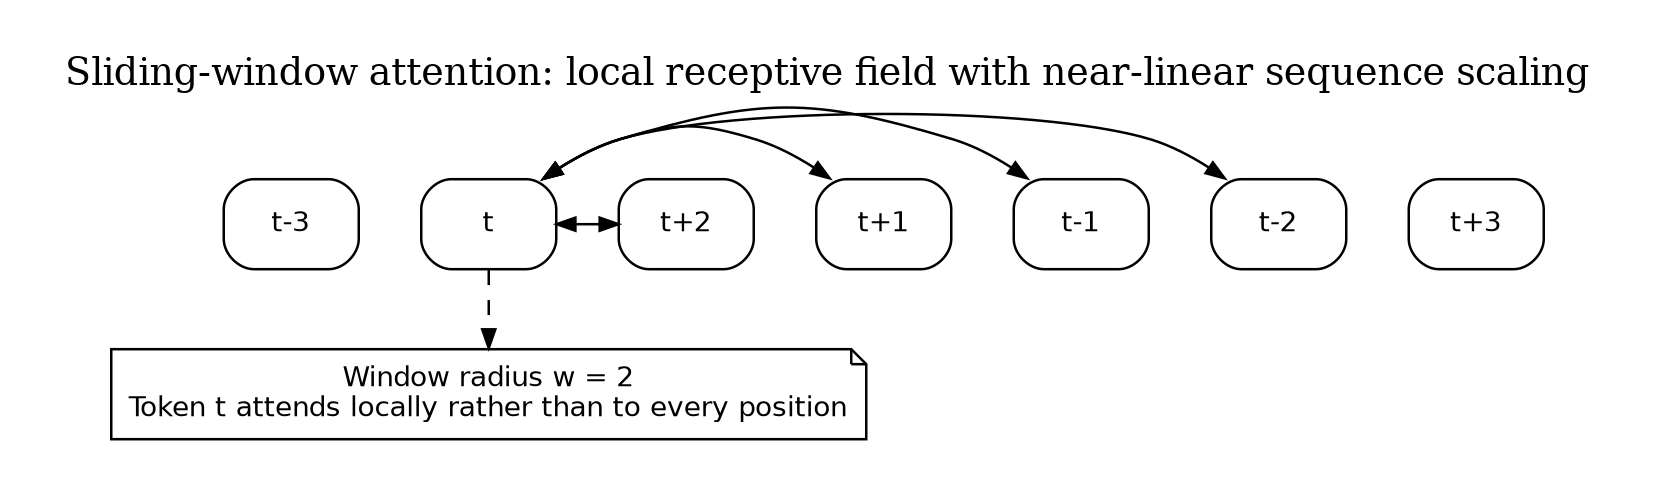 Sliding-window attention: local receptive field with near-linear sequence scaling
t-3
t
t+2
t+1
t-1
t-2
t+3
Window radius w = 2
Token t attends locally rather than to every position